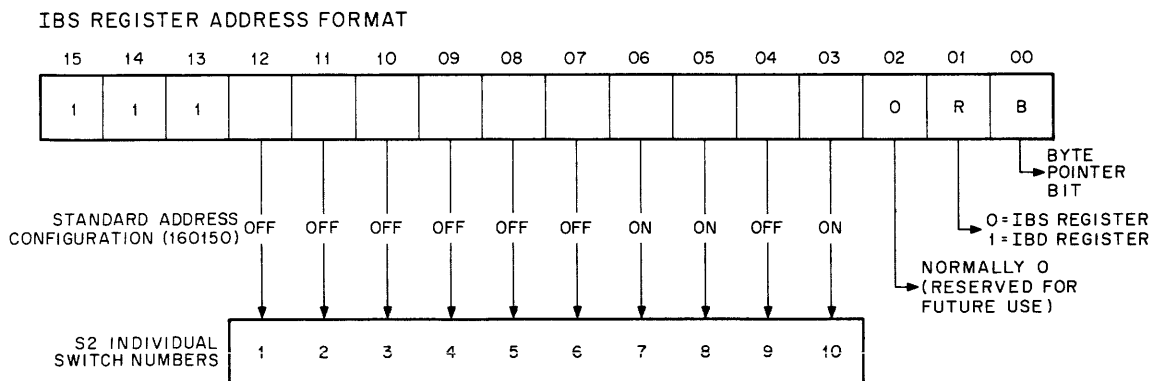 IBS REGISTER ADDRESS FORMAT
15 14 13 12 11 10 09 08 07 06 05 04 03 02 01 00
1 1 1 0 R B
BYTE
POINTER
BIT
STANDARD ADDRESS
CONFIGURATION (160150)
OFF OFF OFF OFF OFF OFF ON ON OFF ON
0=IBS REGISTER
1=IBD REGISTER
NORMALLY 0
(RESERVED FOR
FUTURE USE)
S2 INDIVIDUAL
SWITCH NUMBERS
1 2 3 4 5 6 7 8 9 10